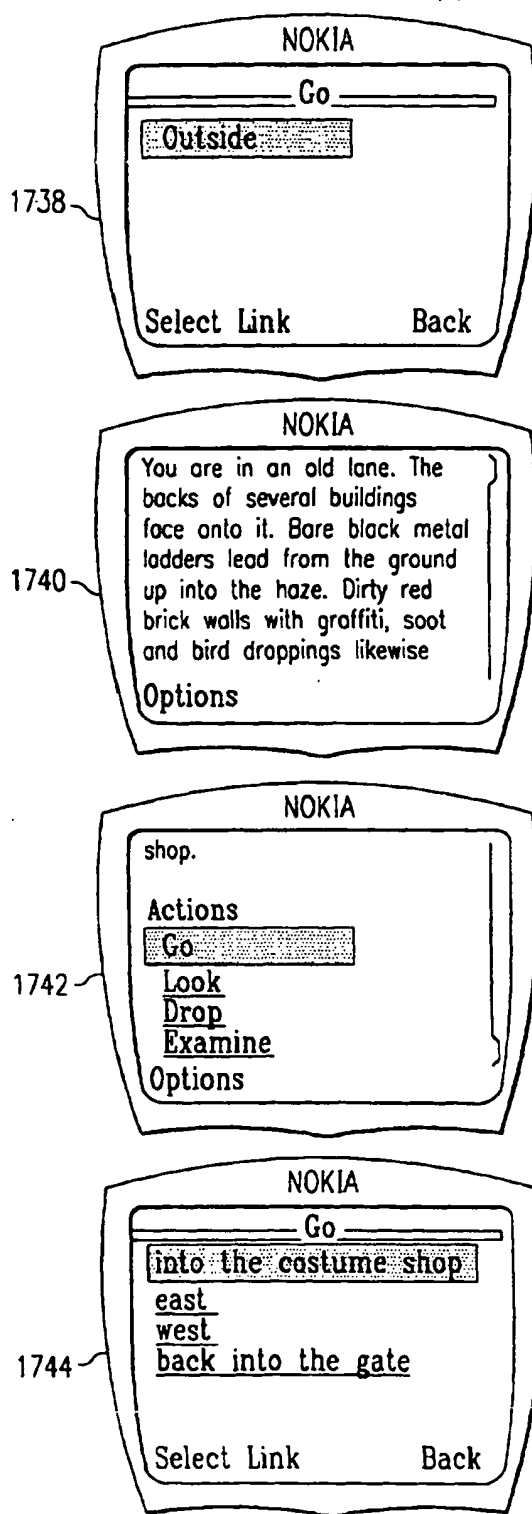 NOKIA
Go
Outside
1738
Select Link Back
NOKIA
You are in an old lane. The
backs of several buildings
face onto it. Bare black metal
ladders lead from the ground
1740
up into the haze. Dirty red
brick walls with graffiti, soot
and bird droppings likewise
Options
NOKIA
shop.
Actions
Go
1742
Look
Drop
Examine
Options
NOKIA
Go
into the costume shop
east
west
1744
back into the gate
Select Link Back